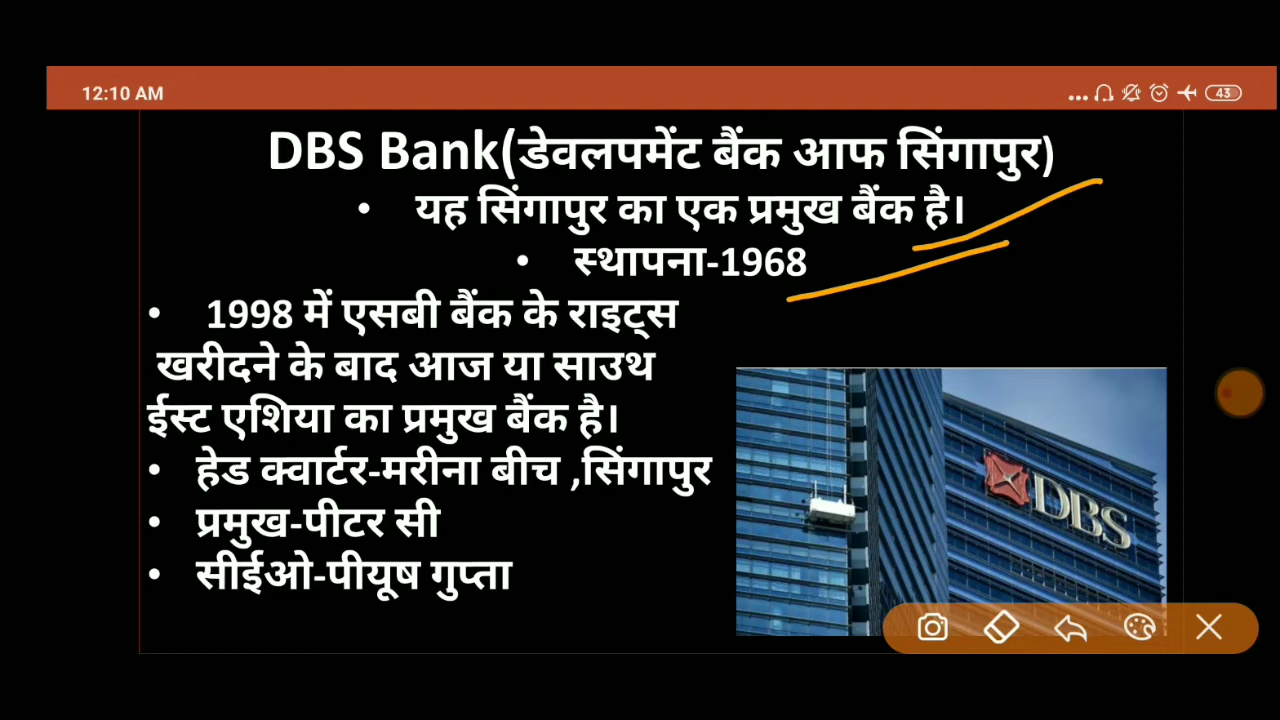 12:10 AM
43
DBS Bank(डेवलपमेंट बैंक आफ सिंगापुर)
• यह सिंगापुर का एक प्रमुख बैंक है।
• स्थापना-1968
• 1998 में एसबी बैंक के राइट्स
खरीदने के बाद आज या साउथ
ईस्ट एशिया का प्रमुख बैंक है।
• हेड क्वार्टर-मरीना बीच ,सिंगापुर
• प्रमुख-पीटर सी
• सीईओ-पीयूष गुप्ता
DBS